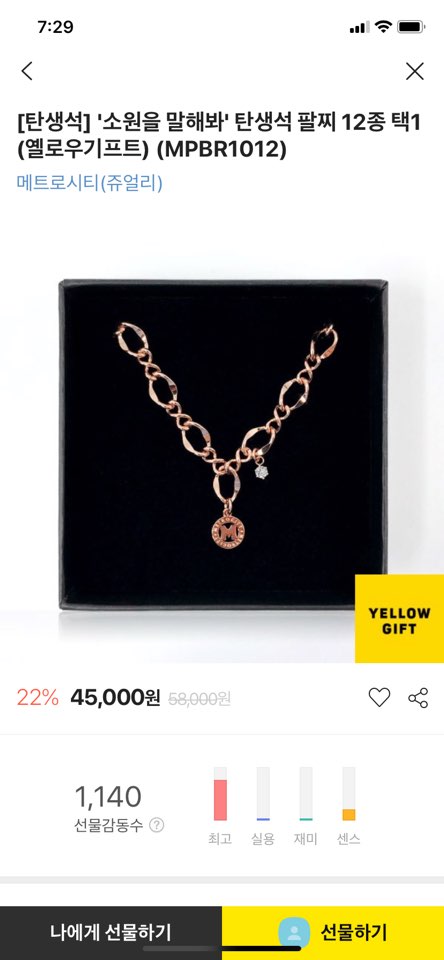 7:29
[탄생석] '소원을 말해봐' 탄생석 팔찌 12종 택1
(옐로우기프트) (MPBR1012)
메트로시티(쥬얼리)
M
YELLOW
GIFT
22% 45,000원 58,000원
1,140
선물감동수 ?
최고 실용 재미 센스
나에게 선물하기 선물하기